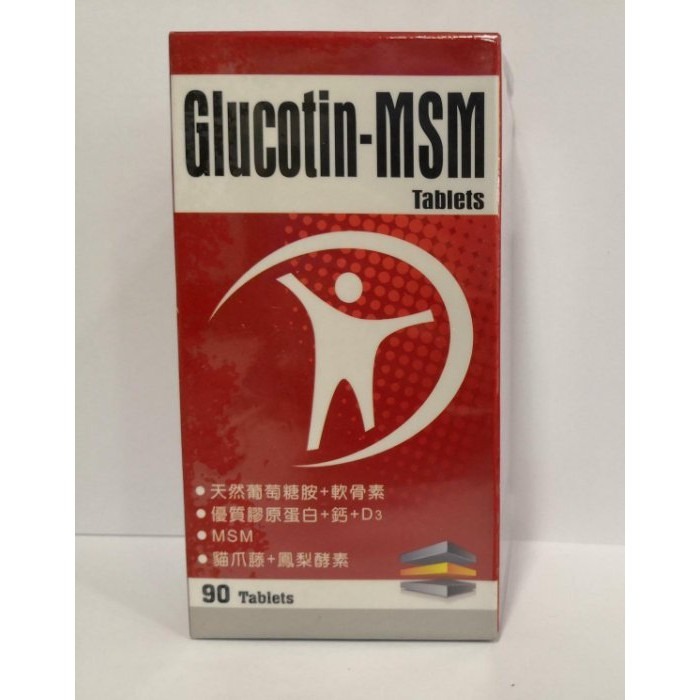 Glucotin-MSM
Tablets
• 天然葡萄糖胺+軟骨素
• 優質膠原蛋白+鈣+D3
• MSM
• 貓爪藤+鳳梨酵素
90 Tablets